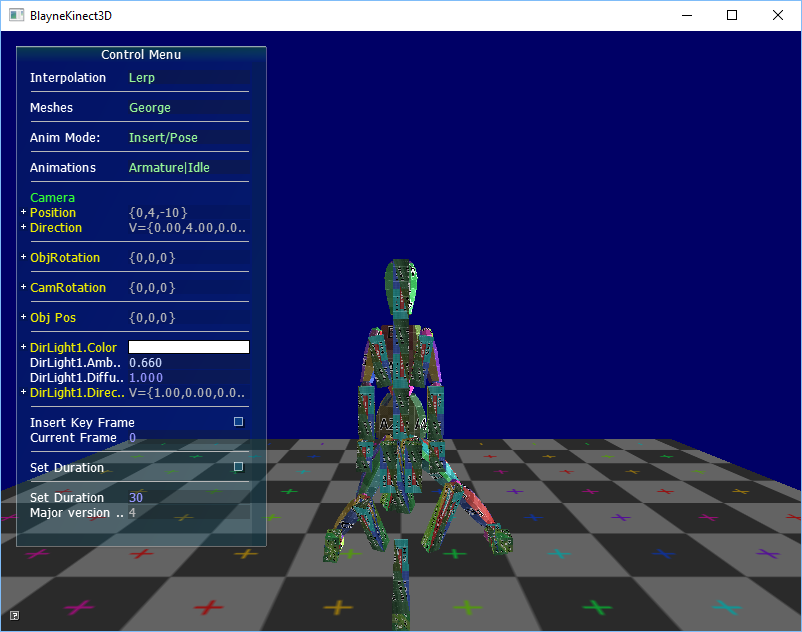 BlayneKinect3D
Control Menu
Interpolation Lerp
Meshes George
Anim Mode: Insert/Pose
Animations Armature|Idle
Camera
+ Position {0,4,-10}
+ Direction V={0.00,4.00,0.0..
+ ObjRotation {0,0,0}
+ CamRotation {0,0,0}
+ Obj Pos {0,0,0}
+ DirLight1.Color
DirLight1.Amb.. 0.660
DirLight1.Diffu.. 1.000
+ DirLight1.Direc.. V={1.00,0.00,0.0..
Insert Key Frame
Current Frame 0
Set Duration
Set Duration 30
Major version .. 4
?